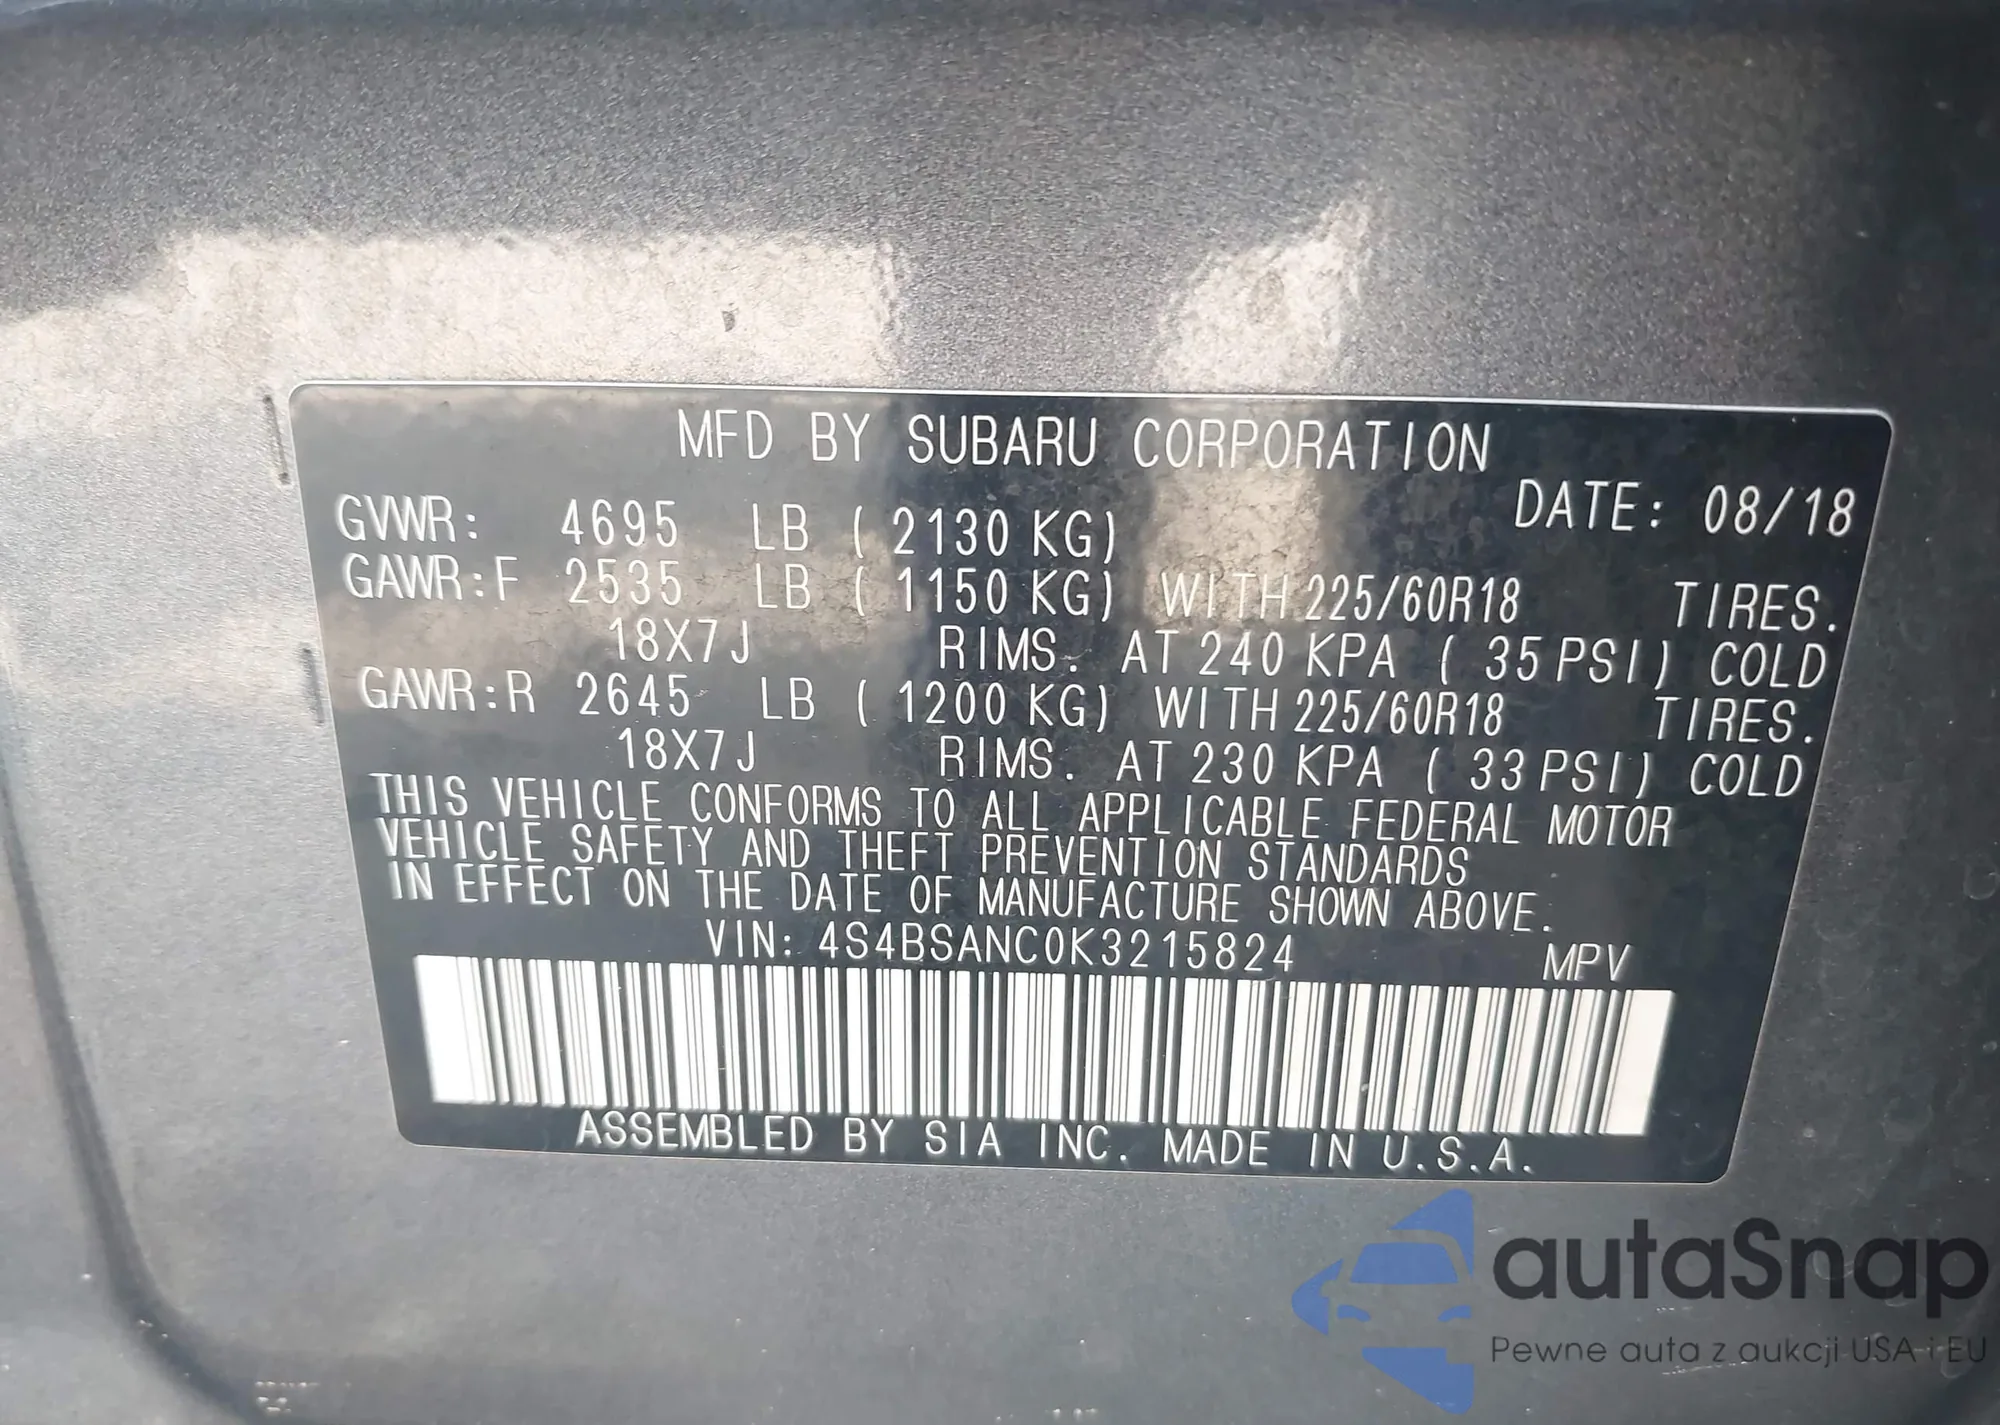 MFD BY SUBARU CORPORATION
DATE: 08/18
GVWR: 4695 LB ( 2130 KG)
GAWR:F 2535 LB ( 1150 KG) WITH 225/60R18 TIRES.
18X7J RIMS. AT 240 KPA ( 35 PSI) COLD
GAWR:R 2645 LB ( 1200 KG) WITH 225/60R18 TIRES.
18X7J RIMS. AT 230 KPA ( 33 PSI) COLD
THIS VEHICLE CONFORMS TO ALL APPLICABLE FEDERAL MOTOR
VEHICLE SAFETY AND THEFT PREVENTION STANDARDS
IN EFFECT ON THE DATE OF MANUFACTURE SHOWN ABOVE.
VIN: 4S4BSANC0K3215824 MPV
ASSEMBLED BY SIA INC. MADE IN U.S.A.
autaSnap
Pewne auta z aukcji USA i EU